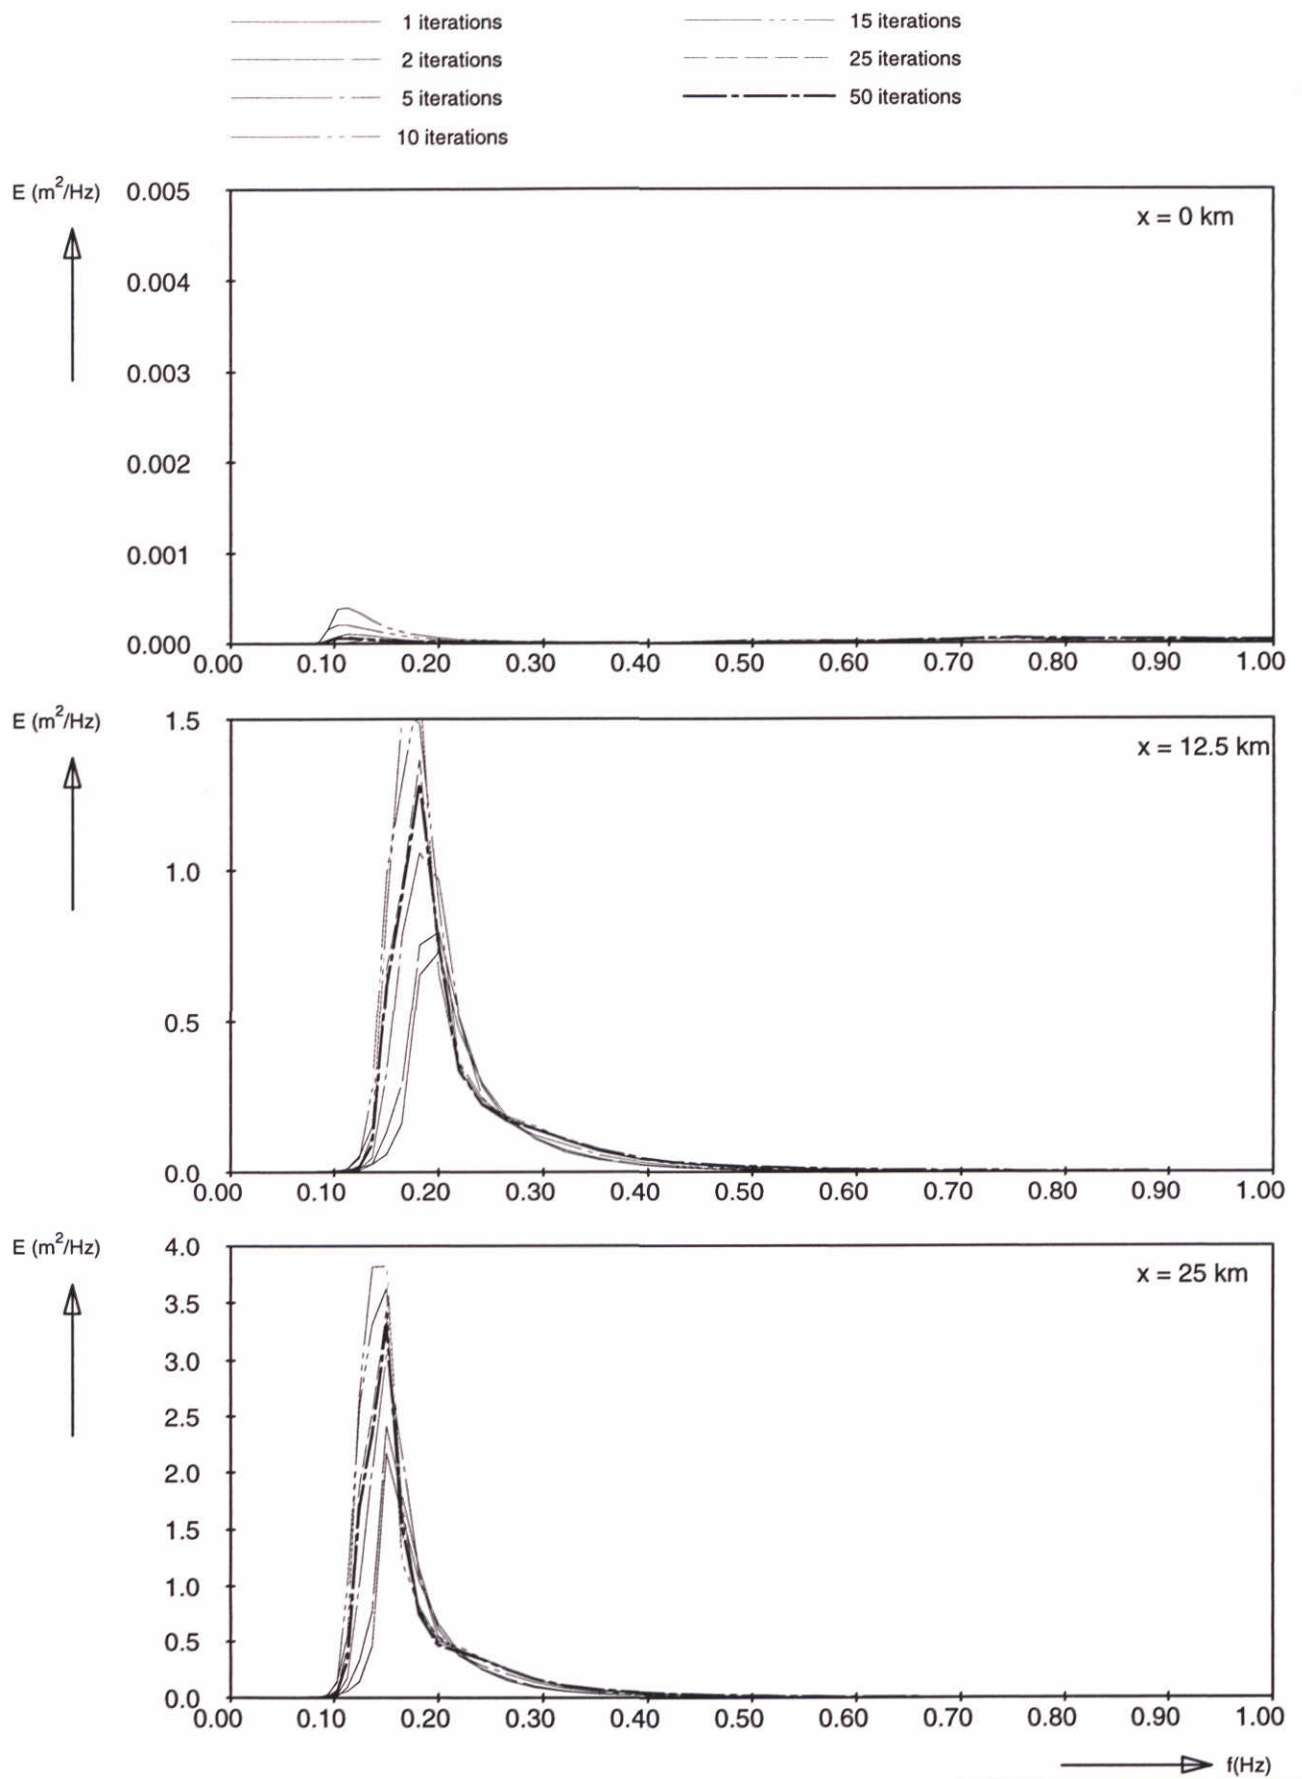 1 iterations
2 iterations
5 iterations
10 iterations
15 iterations
25 iterations
50 iterations
E (m²/Hz)
0.005
0.004
0.003
0.002
0.001
0.000
x = 0 km
0.00 0.10 0.20 0.30 0.40 0.50 0.60 0.70 0.80 0.90 1.00
E (m²/Hz)
1.5
1.0
0.5
0.0
x = 12.5 km
0.00 0.10 0.20 0.30 0.40 0.50 0.60 0.70 0.80 0.90 1.00
E (m²/Hz)
4.0
3.5
3.0
2.5
2.0
1.5
1.0
0.5
0.0
x = 25 km
0.00 0.10 0.20 0.30 0.40 0.50 0.60 0.70 0.80 0.90 1.00
f(Hz)